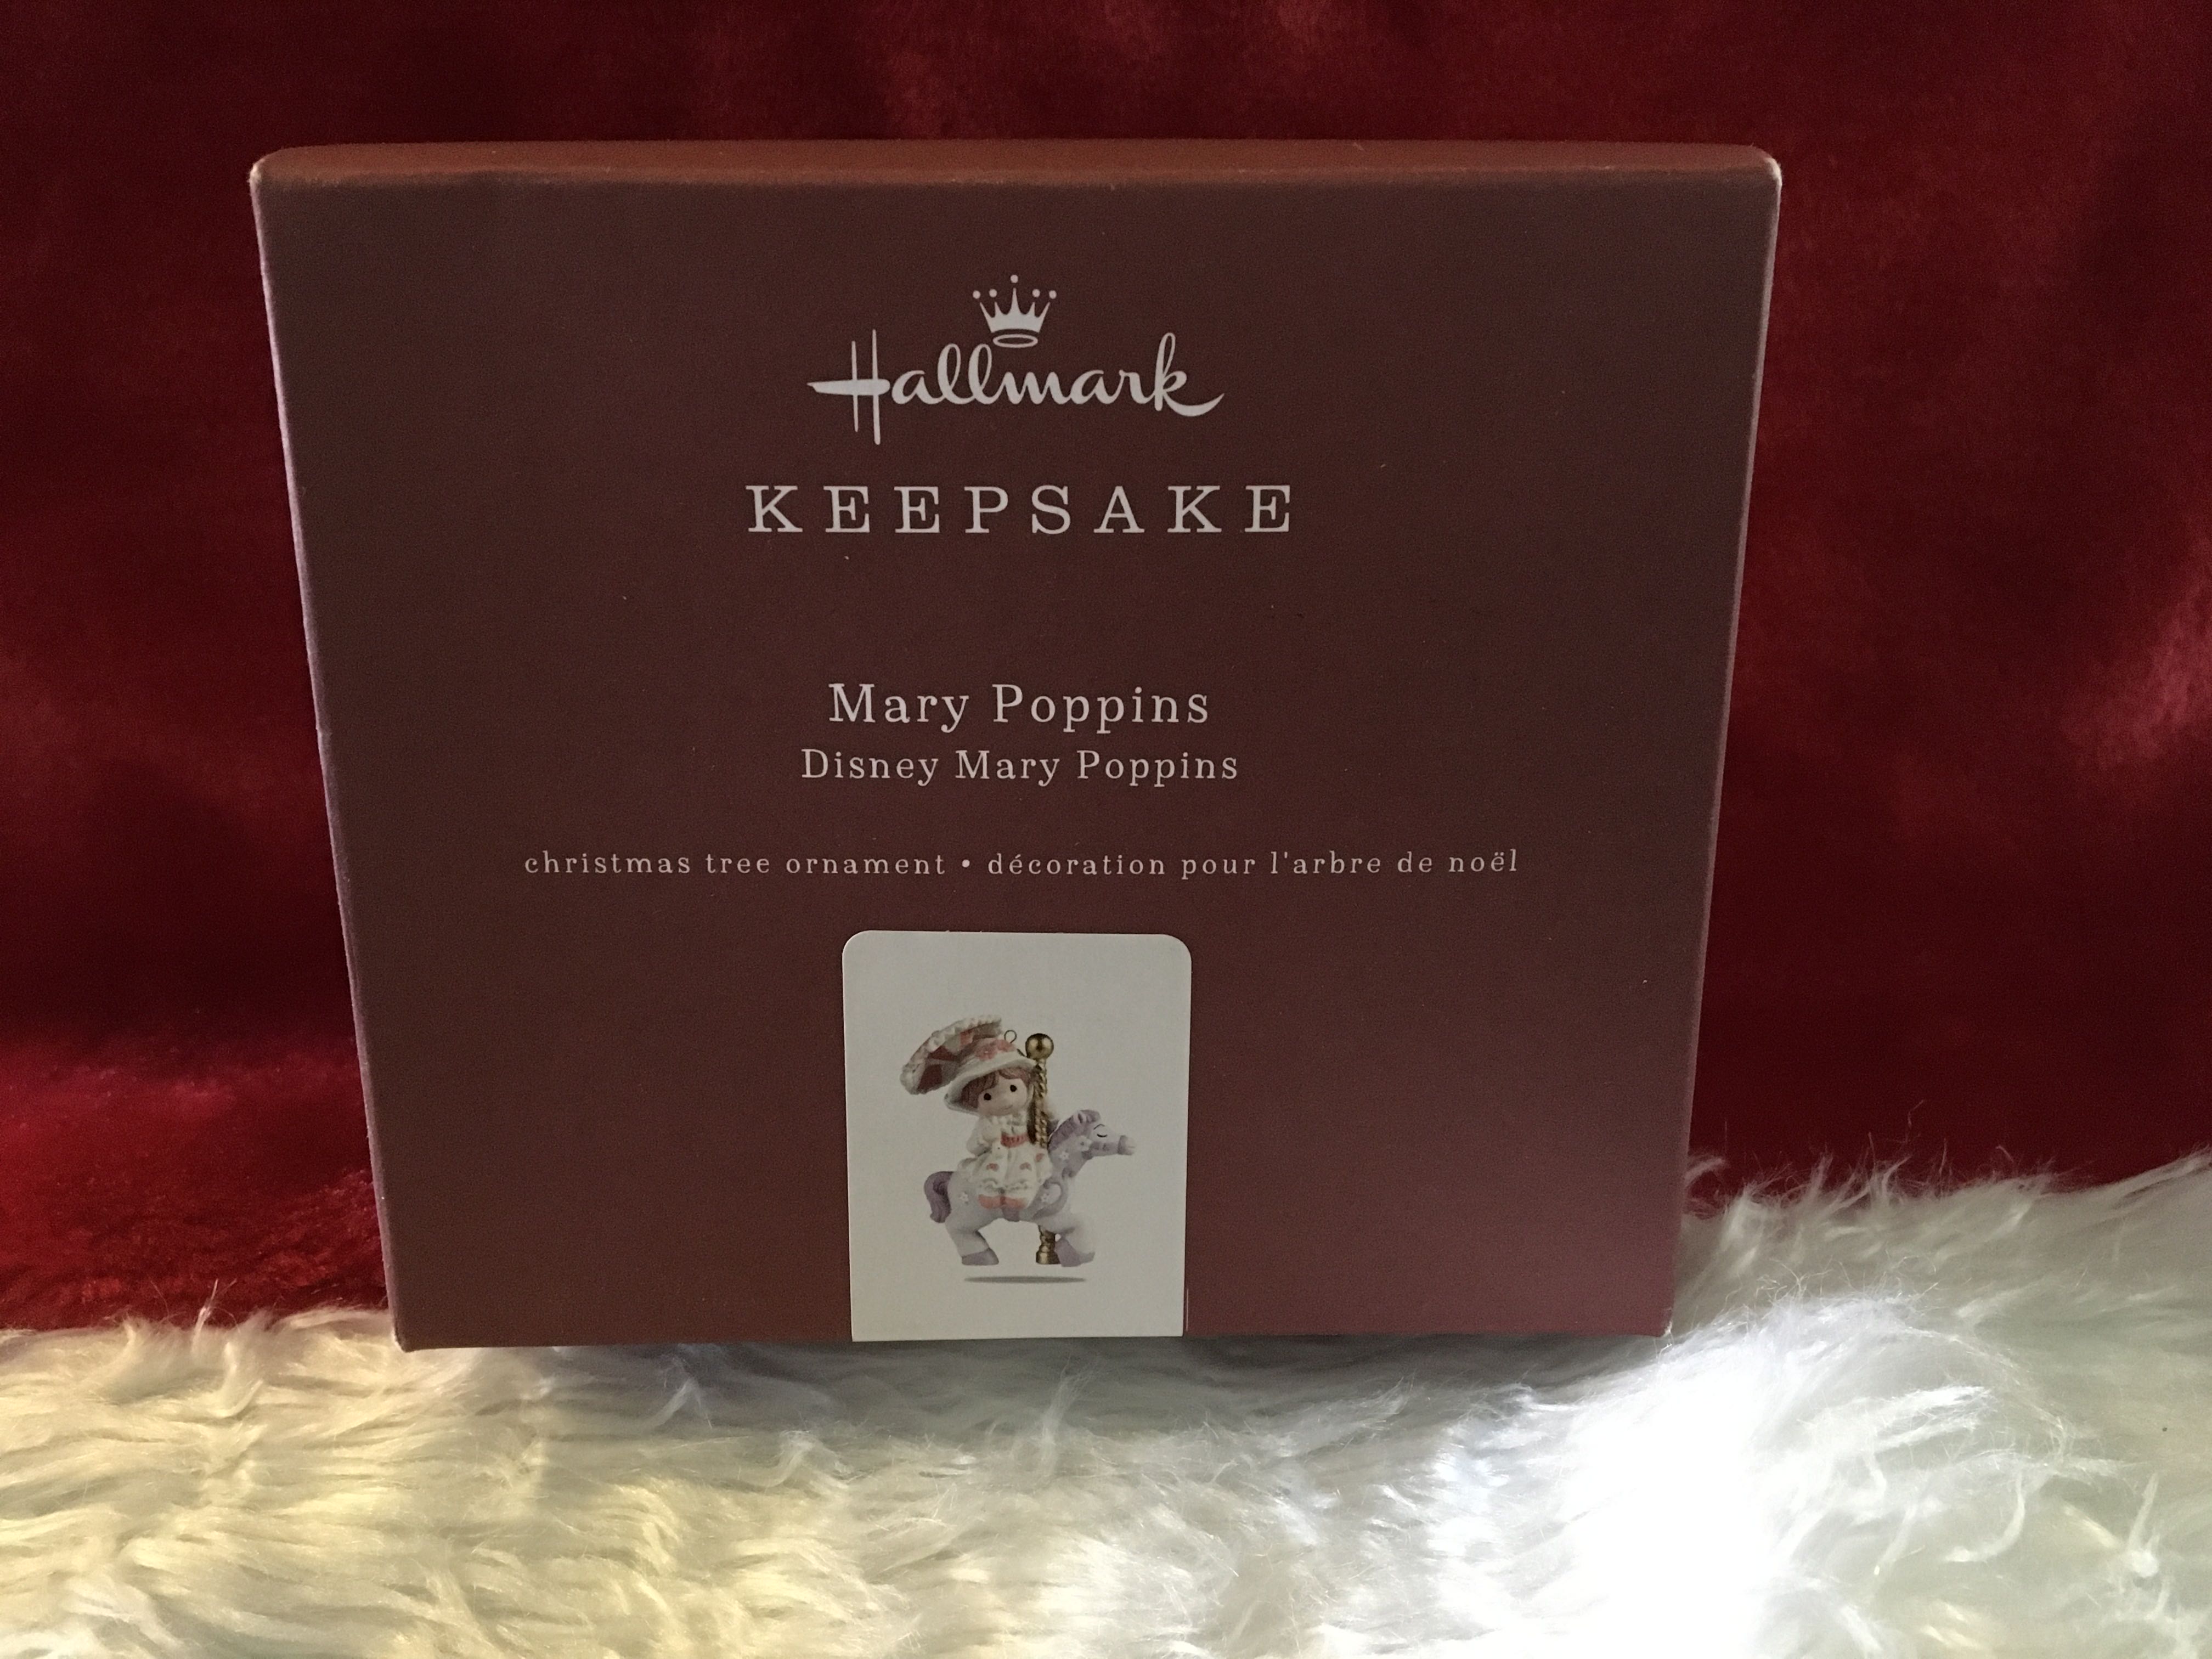 Hallmark
KEEPSAKE
Mary Poppins
Disney Mary Poppins
christmas tree ornament • décoration pour l'arbre de noël